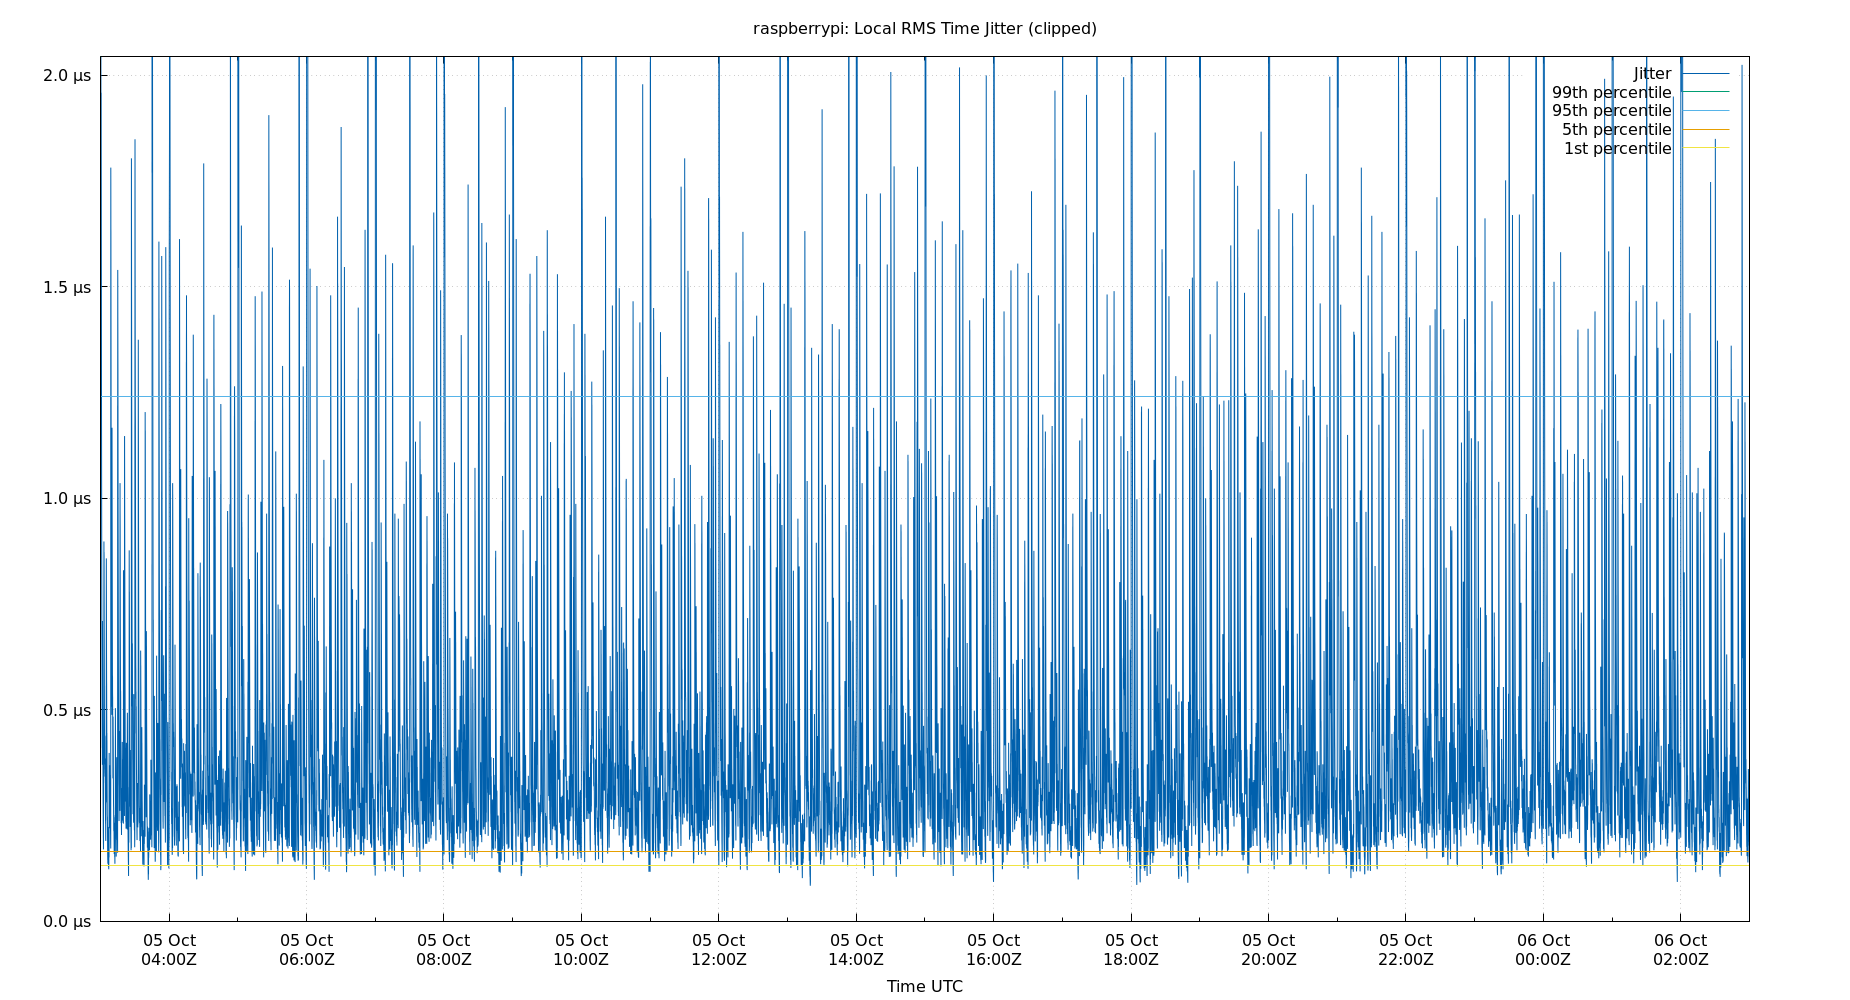 raspberrypi: Local RMS Time Jitter (clipped)
2.0 μs
1.5 μs
1.0 μs
0.5 μs
0.0 μs
Jitter
99th percentile
95th percentile
5th percentile
1st percentile
05 Oct 05 Oct 05 Oct 05 Oct 05 Oct 05 Oct 05 Oct 05 Oct 05 Oct 05 Oct 06 Oct 06 Oct
04:00Z 06:00Z 08:00Z 10:00Z 12:00Z 14:00Z 16:00Z 18:00Z 20:00Z 22:00Z 00:00Z 02:00Z
Time UTC